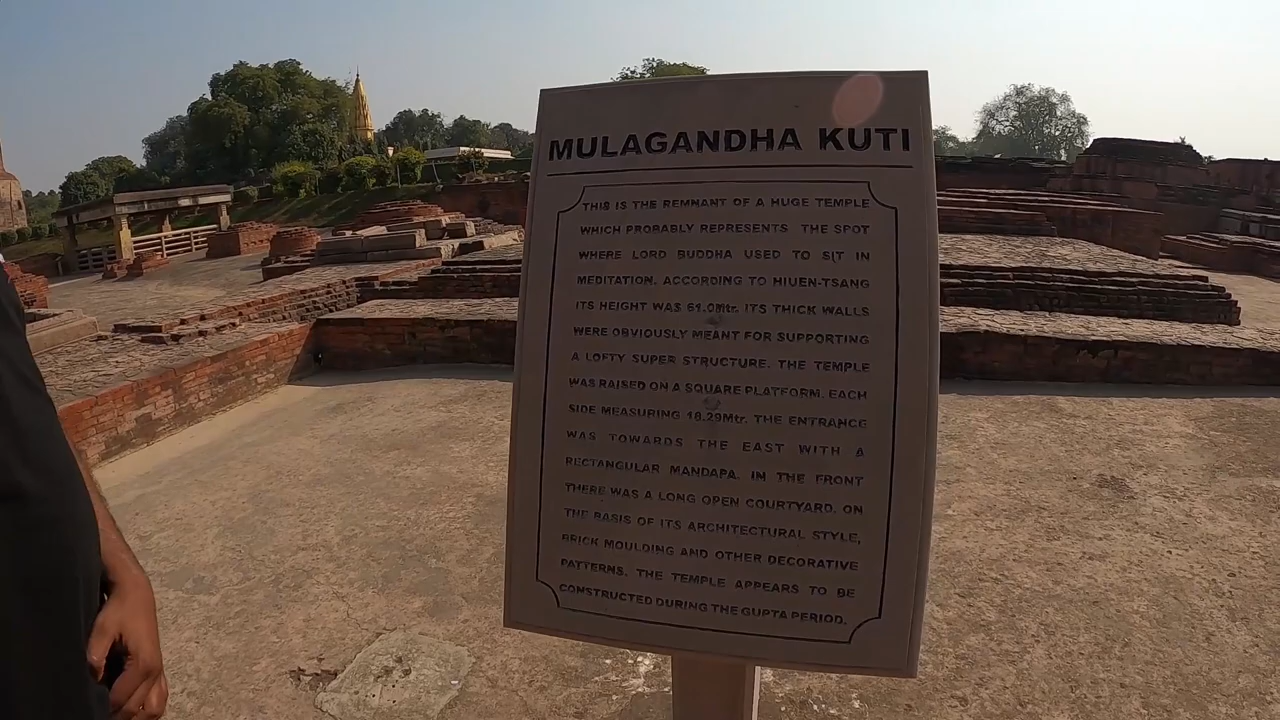 MULAGANDHA KUTI
THIS IS THE REMNANT OF A HUGE TEMPLE
WHICH PROBABLY REPRESENTS THE SPOT
WHERE LORD BUDDHA USED TO SIT IN
MEDITATION. ACCORDING TO HIUEN-TSANG
ITS HEIGHT WAS 61.0Mtr. ITS THICK WALLS
WERE OBVIOUSLY MEANT FOR SUPPORTING
A LOFTY SUPER STRUCTURE. THE TEMPLE
WAS RAISED ON A SQUARE PLATFORM. EACH
SIDE MEASURING 18.29Mtr. THE ENTRANCE
WAS TOWARDS THE EAST WITH A
RECTANGULAR MANDAPA. IN THE FRONT
THERE WAS A LONG OPEN COURTYARD. ON
THE BASIS OF ITS ARCHITECTURAL STYLE,
BRICK MOULDING AND OTHER DECORATIVE
PATTERNS. THE TEMPLE APPEARS TO BE
CONSTRUCTED DURING THE GUPTA PERIOD.